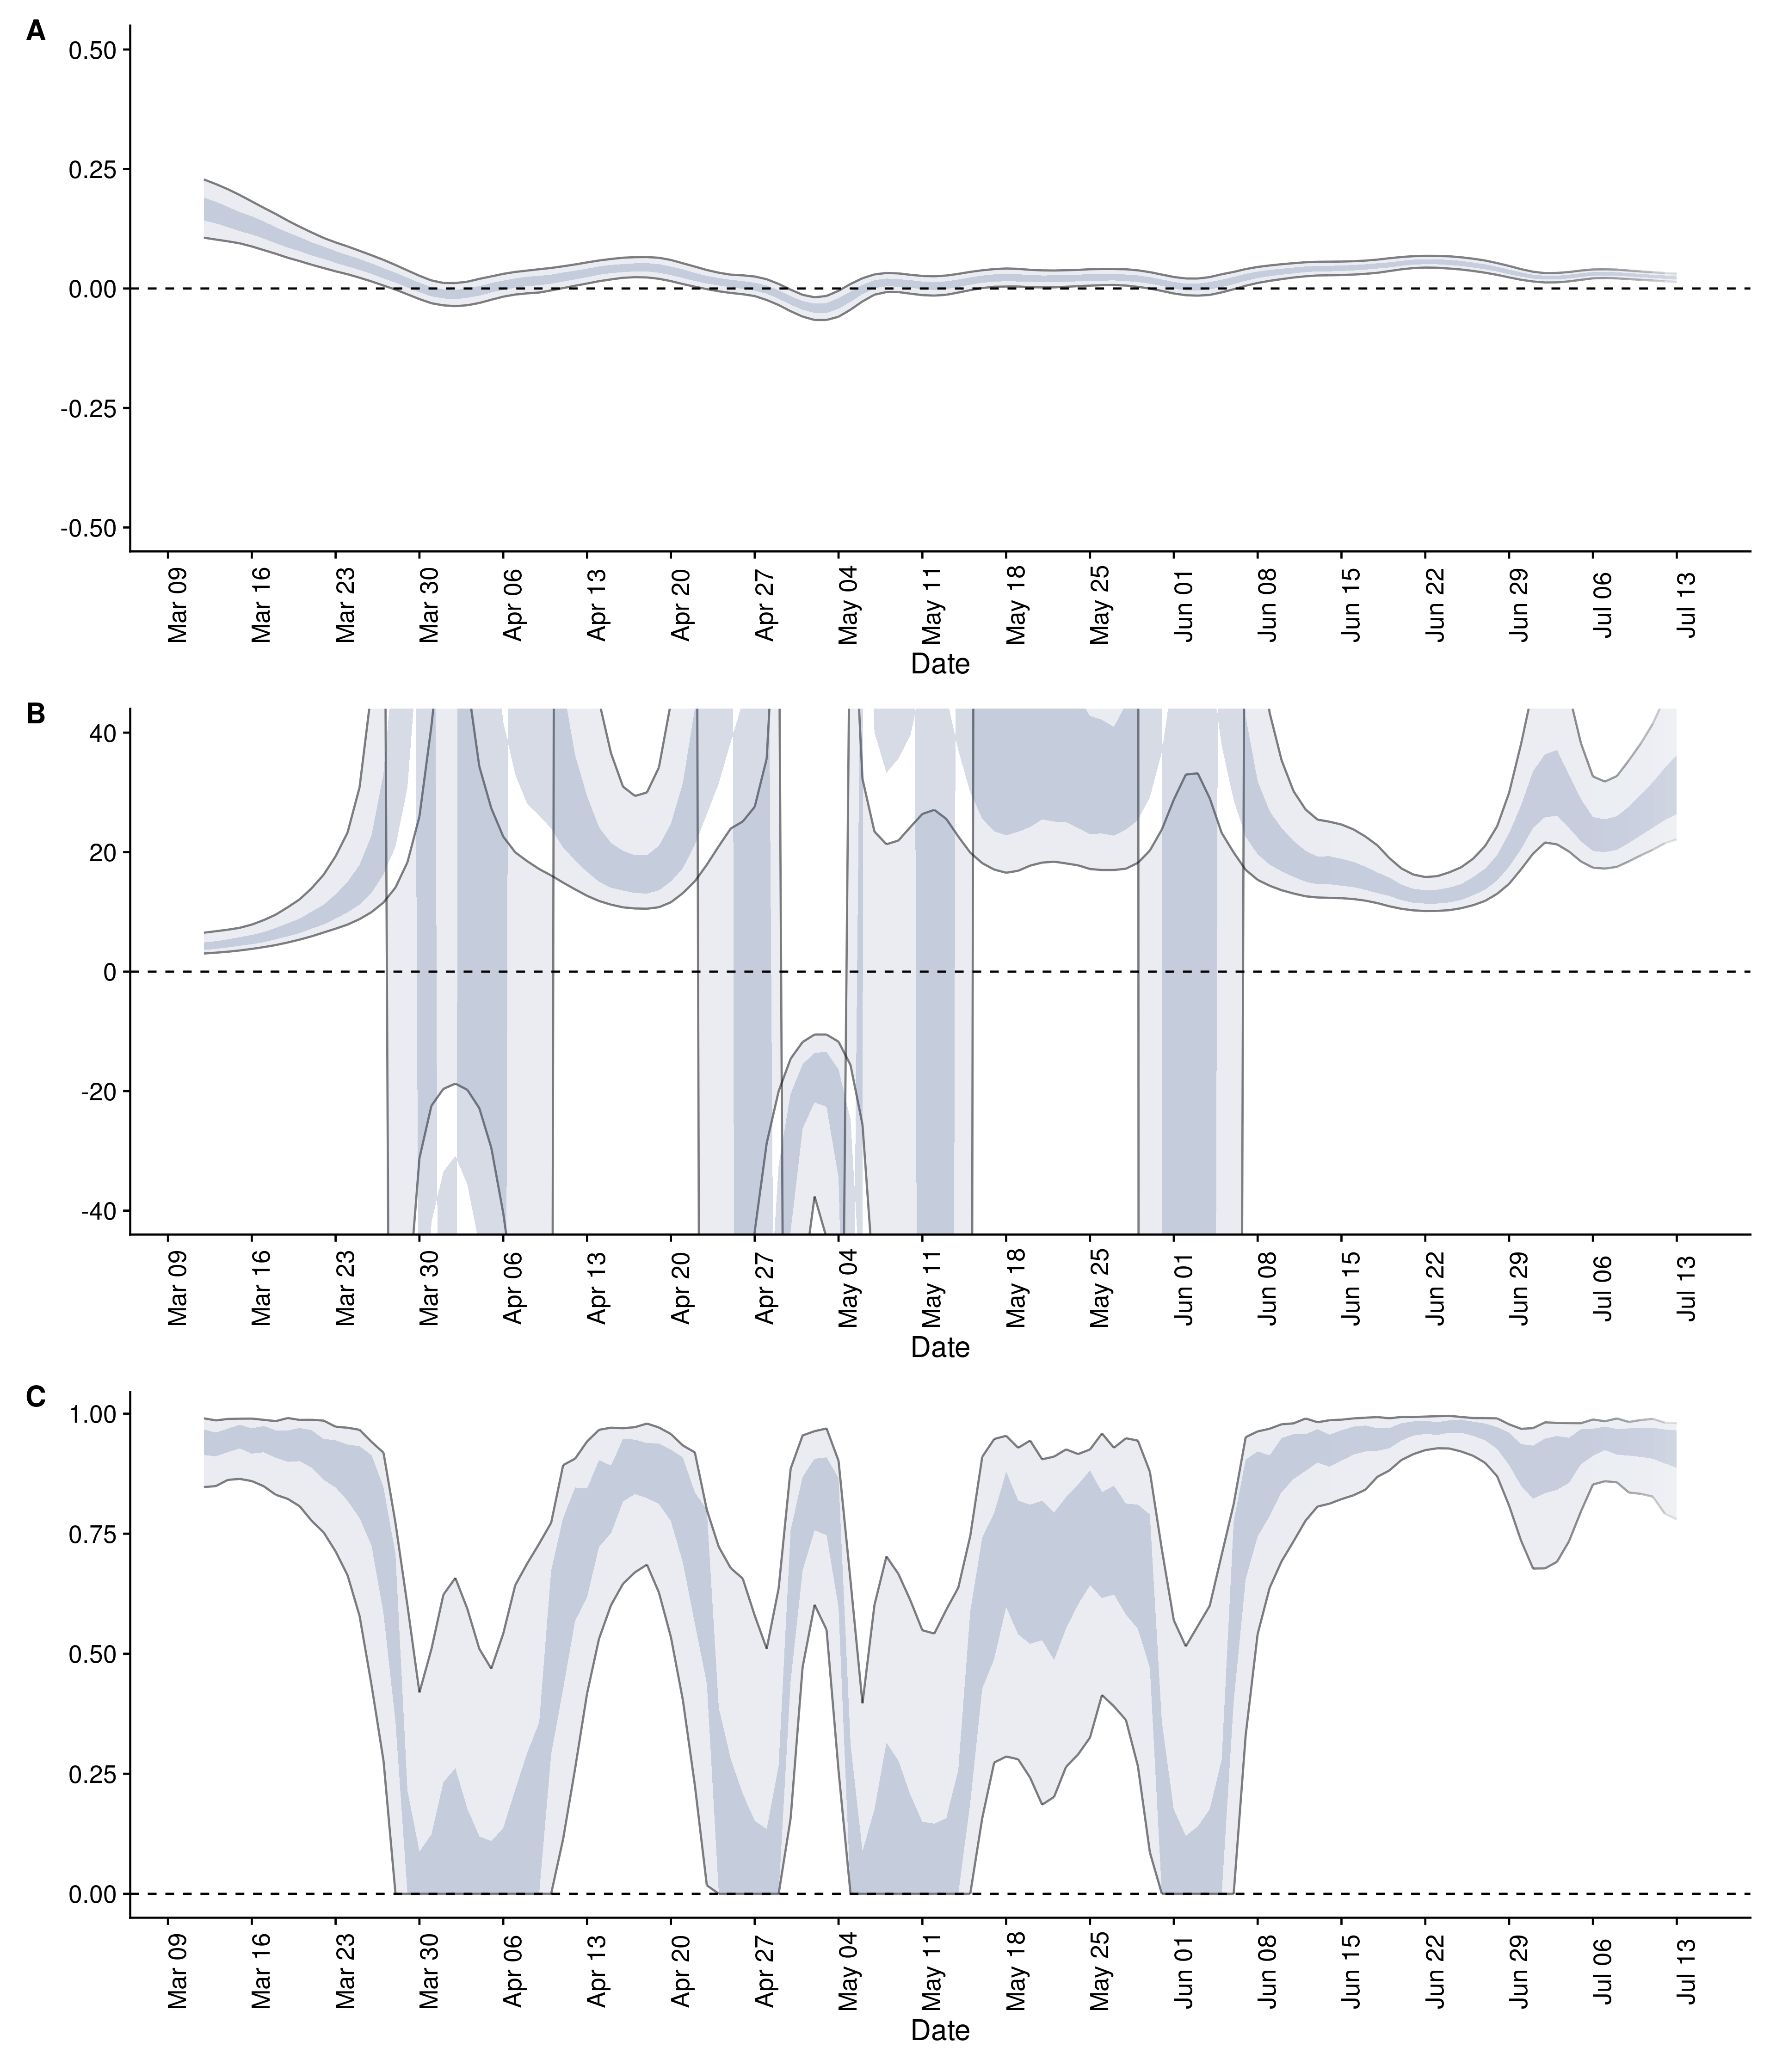 A
0.50
0.25
0.00
-0.25
-0.50
Mar 09
Mar 16
Mar 23
Mar 30
Apr 06
Apr 13
Apr 20
Apr 27
May 04
May 11
May 18
May 25
Jun 01
Jun 08
Jun 15
Jun 22
Jun 29
Jul 06
Jul 13
Date
B
40
20
0
-20
-40
Mar 09
Mar 16
Mar 23
Mar 30
Apr 06
Apr 13
Apr 20
Apr 27
May 04
May 11
May 18
May 25
Jun 01
Jun 08
Jun 15
Jun 22
Jun 29
Jul 06
Jul 13
Date
C
1.00
0.75
0.50
0.25
0.00
Mar 09
Mar 16
Mar 23
Mar 30
Apr 06
Apr 13
Apr 20
Apr 27
May 04
May 11
May 18
May 25
Jun 01
Jun 08
Jun 15
Jun 22
Jun 29
Jul 06
Jul 13
Date